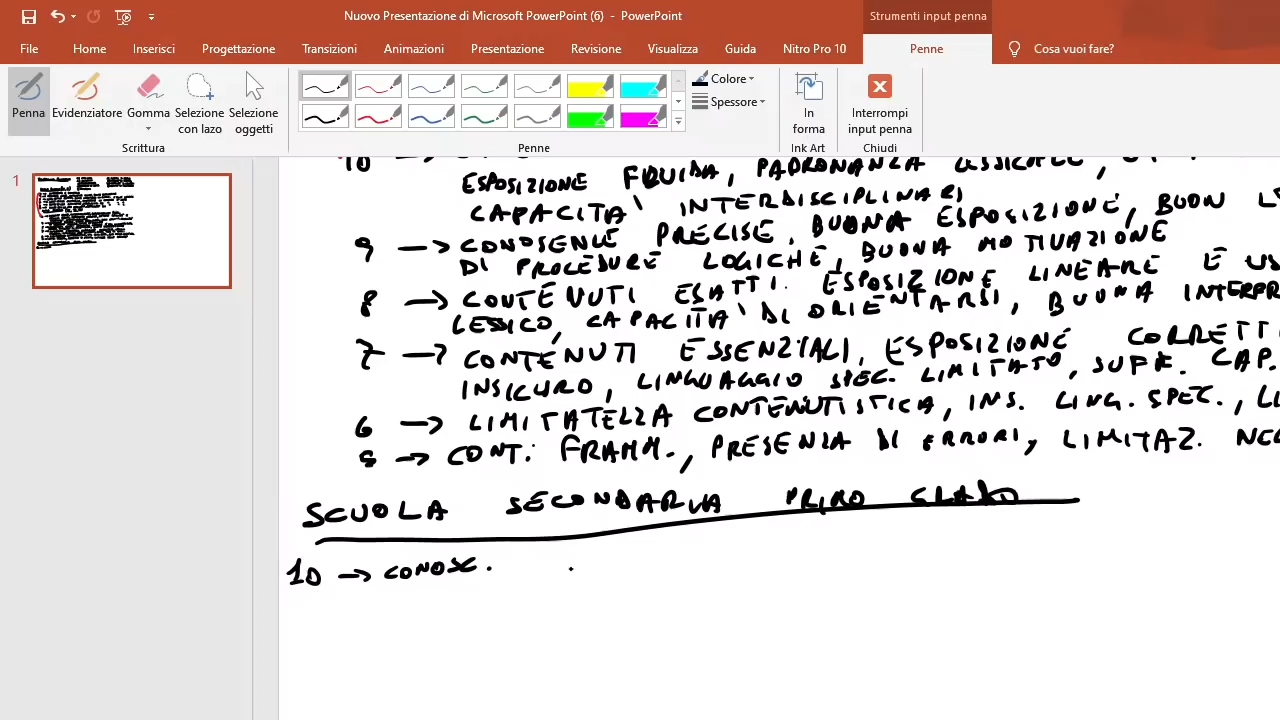 Nuovo Presentazione di Microsoft PowerPoint (6) - PowerPoint
Strumenti input penna
File Home Inserisci Progettazione Transizioni Animazioni Presentazione Revisione Visualizza Guida Nitro Pro 10 Penne Cosa vuoi fare?
Penna Evidenziatore Gomma Selezione con lazo Selezione oggetti
Colore
Spessore
In forma
Interrompi input penna
Scrittura Penne Ink Art Chiudi
1
10
ESPOSIZIONE FLUIDA, PADRONANZA LESSICALE,
CAPACITA' INTERDISCIPLINARI
9 → CONOSENCE PRECISE, BUONA ESPOSIZIONE, BUON
DI PROCEDURE LOGICHE, BUONA MOTIVAZIONE
8 → CONTENUTI ESATTI. ESPOSIZIONE LINEARE E
LESSICO, CAPACITA' DI ORIENTARSI, BUONA
7 → CONTENUTI ESSENZIALI, ESPOSIZIONE
INSICURO, LINGUAGGIO SPEC. LIMITATO, SUFF. CAP.
6 → LIMITATEZZA CONTENUTISTICA, INS. LING. SPEC.,
5 → CONT. FRAMM., PRESENZA DI ERRORI, LIMITAZ.
SCUOLA SECONDARIA PRIMO GRADO
10 → CONOSC.